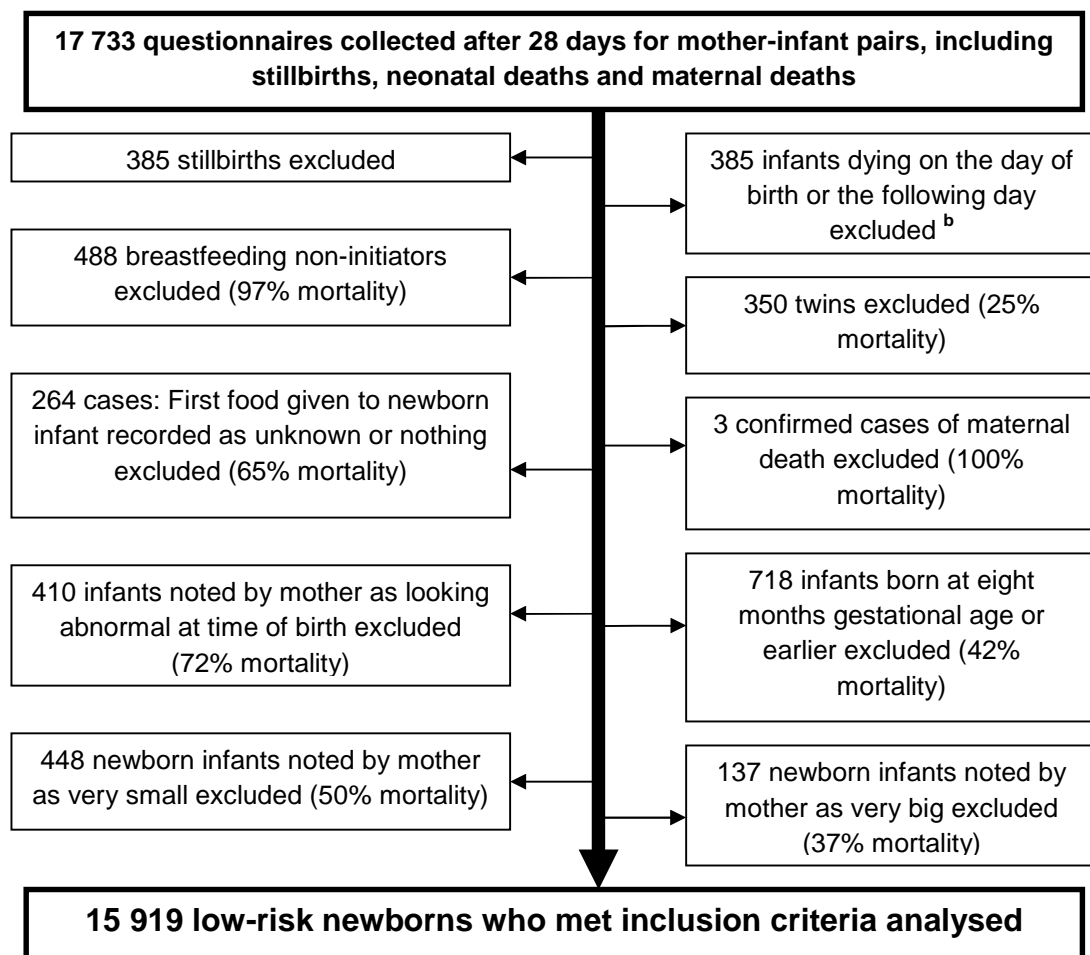 17 733 questionnaires collected after 28 days for mother-infant pairs, including
stillbirths, neonatal deaths and maternal deaths
385 stillbirths excluded
385 infants dying on the day of
birth or the following day
excluded b
488 breastfeeding non-initiators
excluded (97% mortality)
350 twins excluded (25%
mortality)
264 cases: First food given to newborn
infant recorded as unknown or nothing
excluded (65% mortality)
3 confirmed cases of maternal
death excluded (100%
mortality)
410 infants noted by mother as looking
abnormal at time of birth excluded
(72% mortality)
718 infants born at eight
months gestational age or
earlier excluded (42%
mortality)
448 newborn infants noted by mother
as very small excluded (50% mortality)
137 newborn infants noted by
mother as very big excluded
(37% mortality)
15 919 low-risk newborns who met inclusion criteria analysed